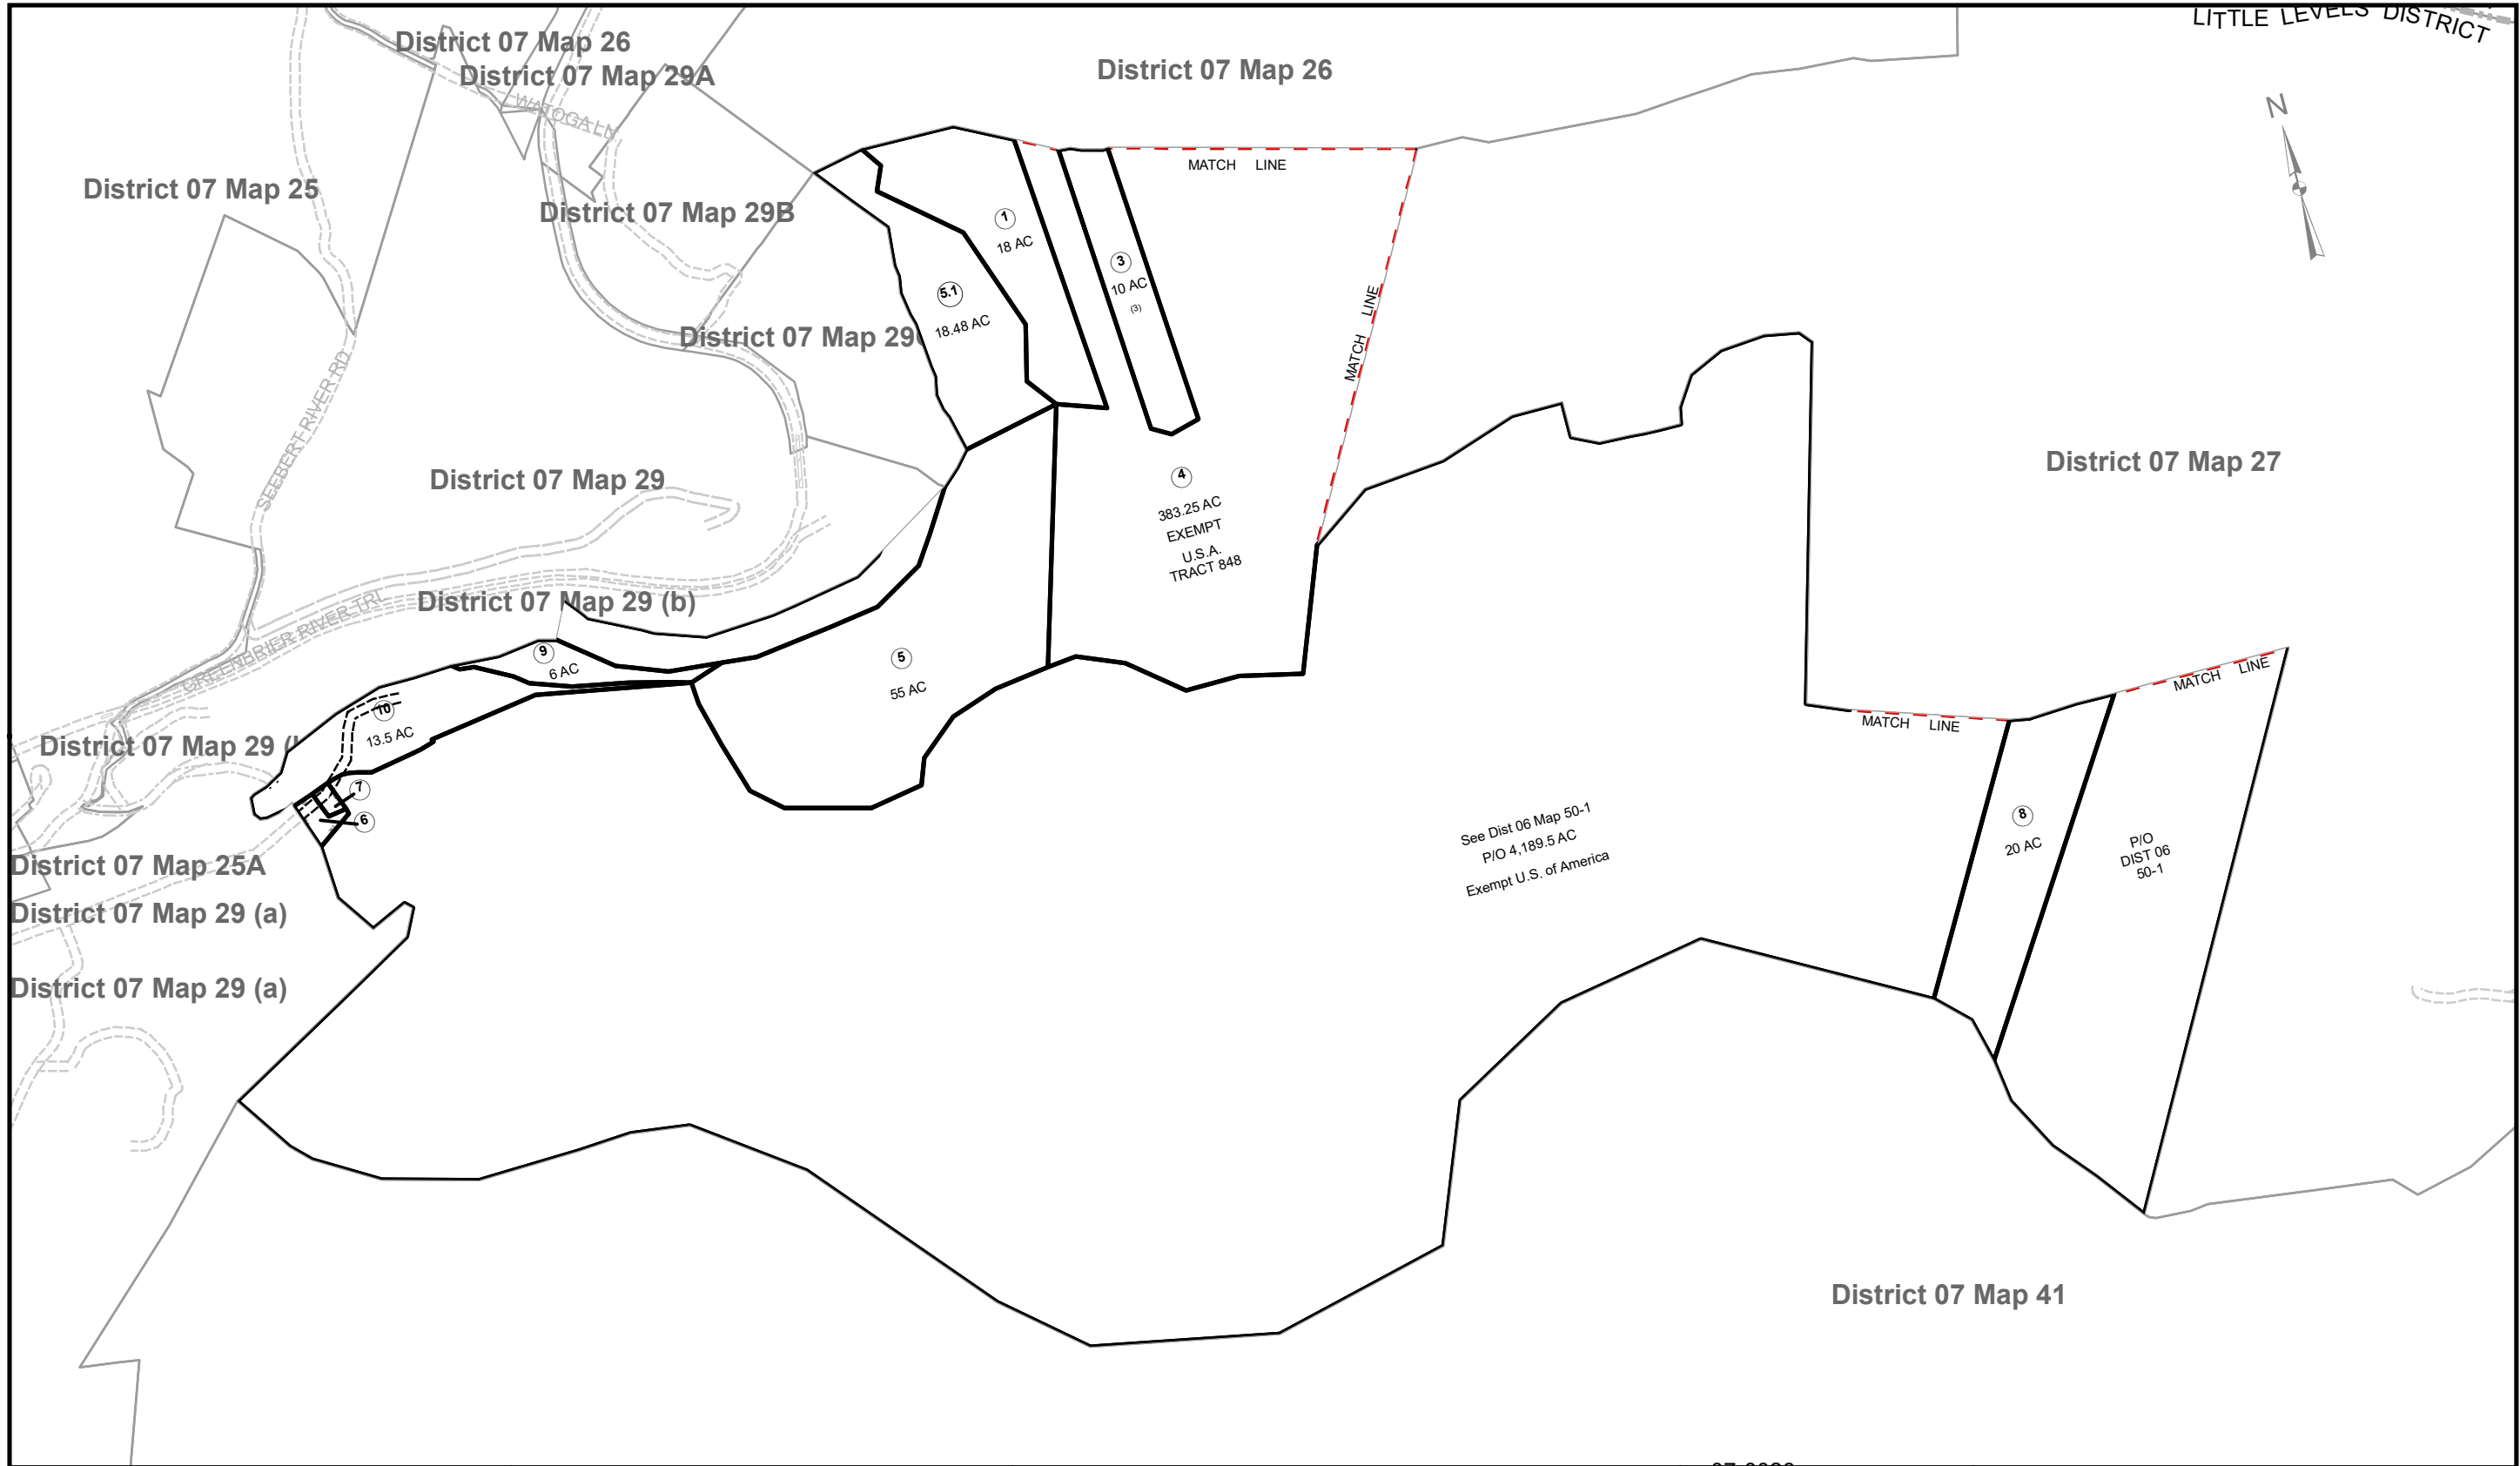 LITTLE LEVELS DISTRICT
District 07 Map 26
District 07 Map 29A
District 07 Map 26
WATOGA LN
N
District 07 Map 25
District 07 Map 29B
MATCH LINE
1
18 AC
3
10 AC
(3)
5.1
18.48 AC
District 07 Map 29
MATCH LINE
SEEBERT RIVER RD
District 07 Map 29
District 07 Map 27
4
383.25 AC
EXEMPT
U.S.A.
TRACT 848
District 07 Map 29 (b)
GREENBRIER RIVER TRL
9
6 AC
5
55 AC
MATCH LINE
10
13.5 AC
MATCH LINE
District 07 Map 29
7
6
See Dist 06 Map 50-1
P/O 4,189.5 AC
Exempt U.S. of America
8
20 AC
P/O
DIST 06
50-1
District 07 Map 25A
District 07 Map 29 (a)
District 07 Map 29 (a)
District 07 Map 41